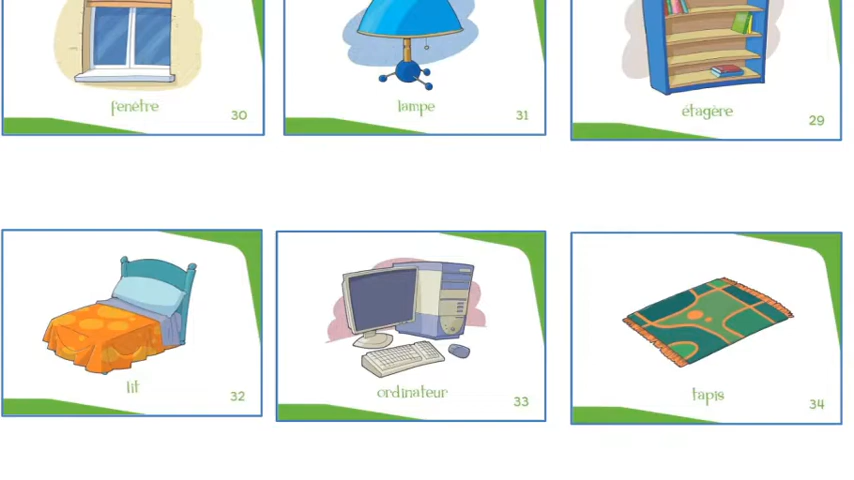 fenêtre
30
lampe
31
étagère
29
lit
32
ordinateur
33
tapis
34